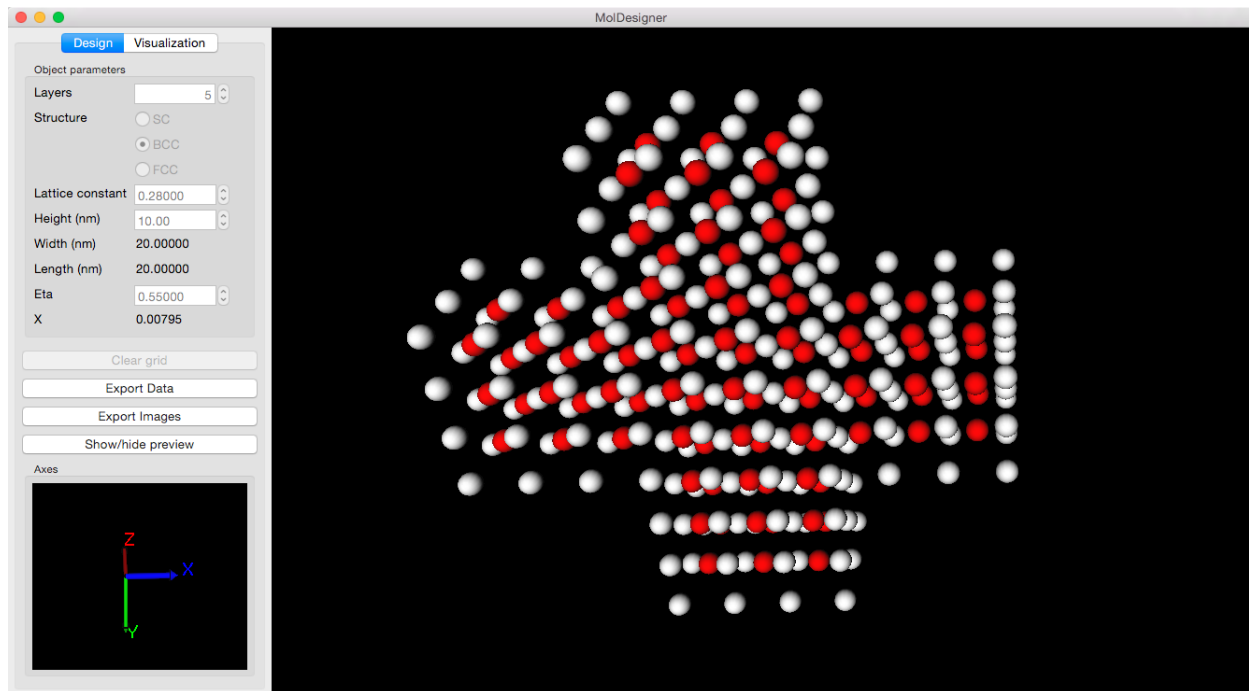 MolDesigner
Design Visualization
Object parameters
Layers 5
Structure SC
BCC
FCC
Lattice constant 0.28000
Height (nm) 10.00
Width (nm) 20.00000
Length (nm) 20.00000
Eta 0.55000
X 0.00795
Clear grid
Export Data
Export Images
Show/hide preview
Axes
Z
X
Y